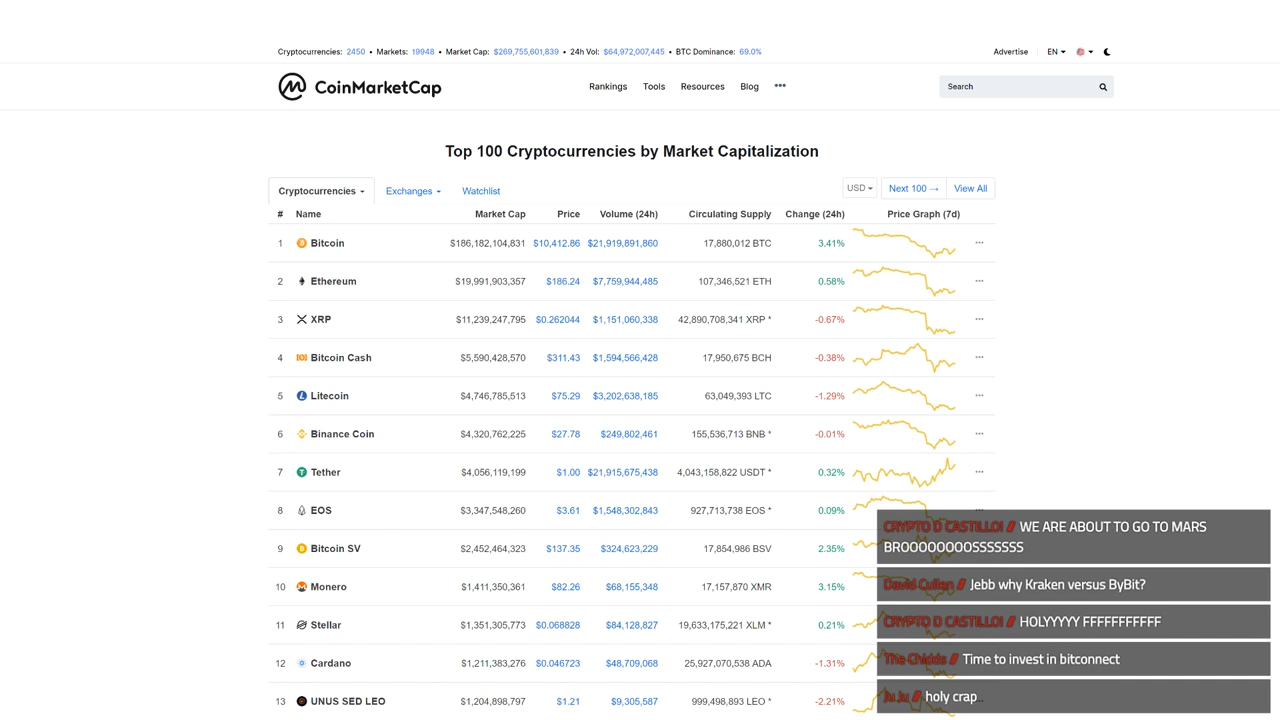 Cryptocurrencies: 2450 • Markets: 19948 • Market Cap: $269,755,601,839 • 24h Vol: $64,972,007,445 • BTC Dominance: 69.0%
Advertise EN
CoinMarketCap
Rankings Tools Resources Blog •••
Search
Top 100 Cryptocurrencies by Market Capitalization
Cryptocurrencies Exchanges Watchlist
USD Next 100 → View All
# Name Market Cap Price Volume (24h) Circulating Supply Change (24h) Price Graph (7d)
1 Bitcoin $186,182,104,831 $10,412.86 $21,919,891,860 17,880,012 BTC 3.41%
2 Ethereum $19,991,903,357 $186.24 $7,759,944,485 107,346,521 ETH 0.58%
3 XRP $11,239,247,795 $0.262044 $1,151,060,338 42,890,708,341 XRP * -0.67%
4 Bitcoin Cash $5,590,428,570 $311.43 $1,594,566,428 17,950,675 BCH -0.38%
5 Litecoin $4,746,785,513 $75.29 $3,202,638,185 63,049,393 LTC -1.29%
6 Binance Coin $4,320,762,225 $27.78 $249,802,461 155,536,713 BNB * -0.01%
7 Tether $4,056,119,199 $1.00 $21,915,675,438 4,043,158,822 USDT * 0.32%
8 EOS $3,347,548,260 $3.61 $1,548,302,843 927,713,738 EOS * 0.09%
9 Bitcoin SV $2,452,464,323 $137.35 $324,623,229 17,854,986 BSV 2.35%
10 Monero $1,411,350,361 $82.26 $68,155,348 17,157,870 XMR 3.15%
11 Stellar $1,351,305,773 $0.068828 $84,128,827 19,633,175,221 XLM * 0.21%
12 Cardano $1,211,383,276 $0.046723 $48,709,068 25,927,070,538 ADA -1.31%
13 UNUS SED LEO $1,204,898,797 $1.21 $9,305,587 999,498,893 LEO * -2.21%
CRYPTO D CASTILLO! // WE ARE ABOUT TO GO TO MARS
BROOOOOOOOSSSSSS
David Cullen // Jebb why Kraken versus ByBit?
CRYPTO D CASTILLO! // HOLYYYYY FFFFFFFFFFF
The Chidds // Time to invest in bitconnect
Ju Ju // holy crap